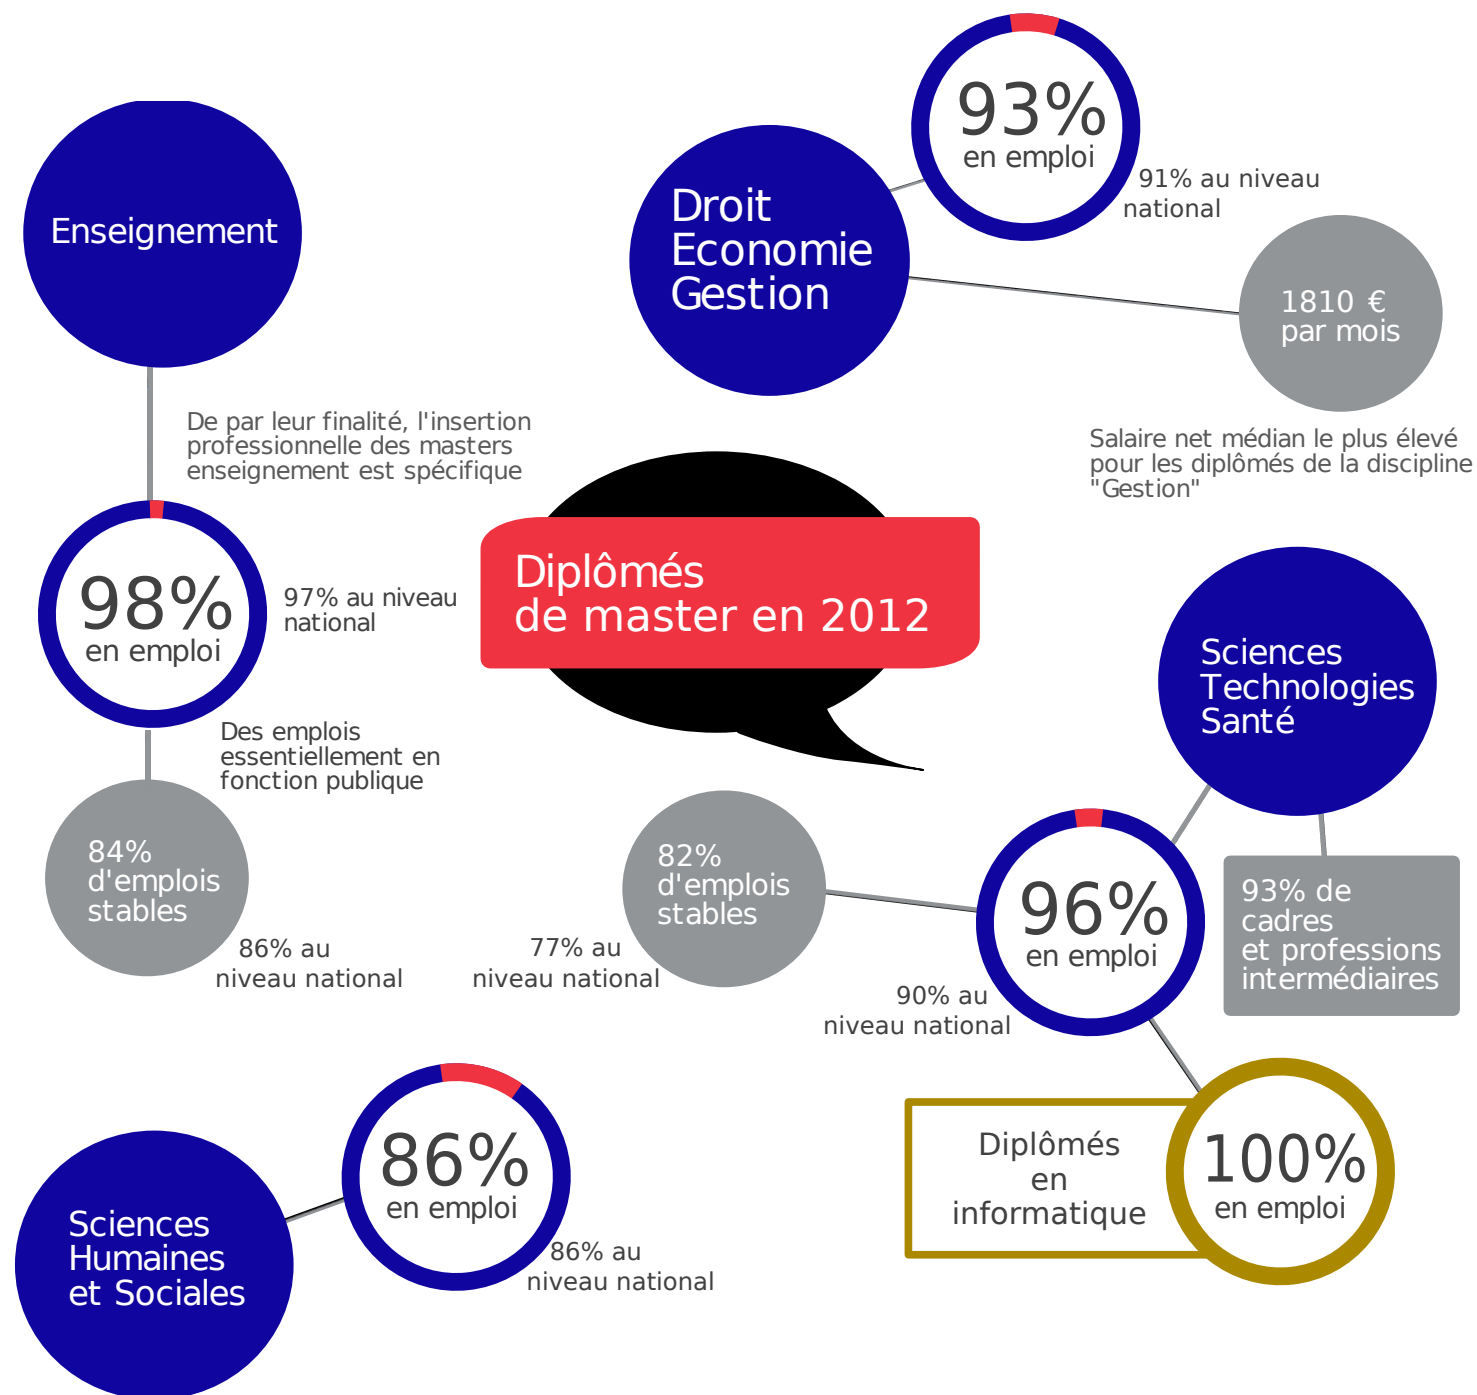 Enseignement
De par leur finalité, l'insertion
professionnelle des masters
enseignement est spécifique
98%
en emploi
97% au niveau
national
Des emplois
essentiellement en
fonction publique
84%
d'emplois
stables
86% au
niveau national
Droit
Economie
Gestion
93%
en emploi
91% au niveau
national
1810 €
par mois
Salaire net médian le plus élevé
pour les diplômés de la discipline
"Gestion"
Diplômés
de master en 2012
Sciences
Technologies
Santé
96%
en emploi
90% au
niveau national
82%
d'emplois
stables
77% au
niveau national
93% de
cadres
et professions
intermédiaires
Diplômés
en
informatique
100%
en emploi
Sciences
Humaines
et Sociales
86%
en emploi
86% au
niveau national